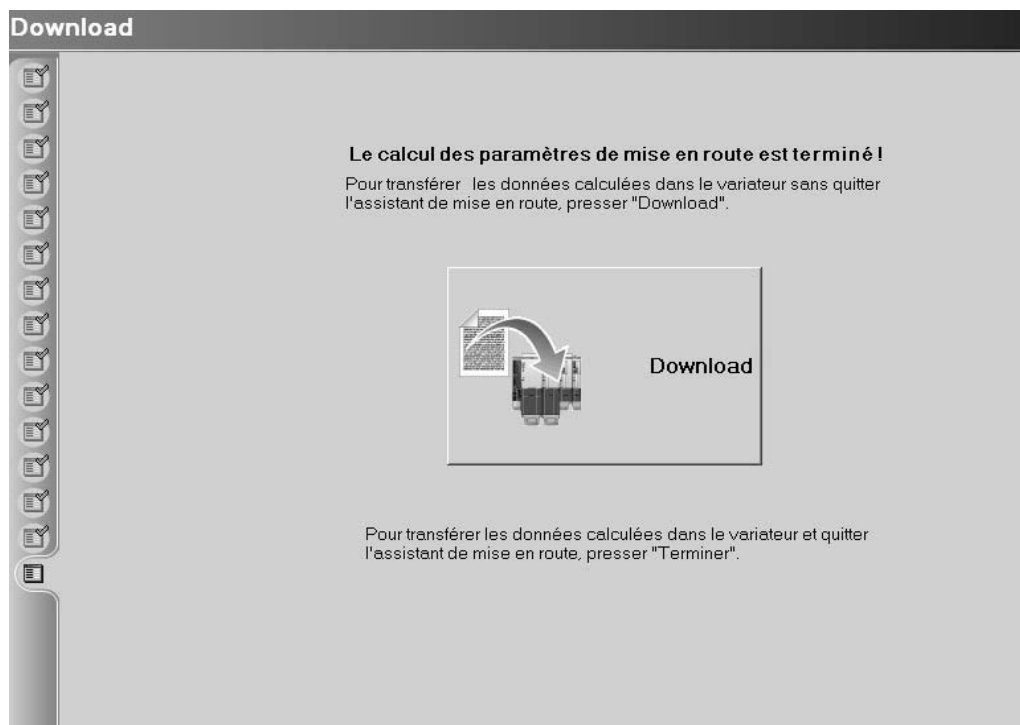 Download
Le calcul des paramètres de mise en route est terminé !
Pour transférer les données calculées dans le variateur sans quitter
l'assistant de mise en route, presser "Download".
Download
Pour transférer les données calculées dans le variateur et quitter
l'assistant de mise en route, presser "Terminer".